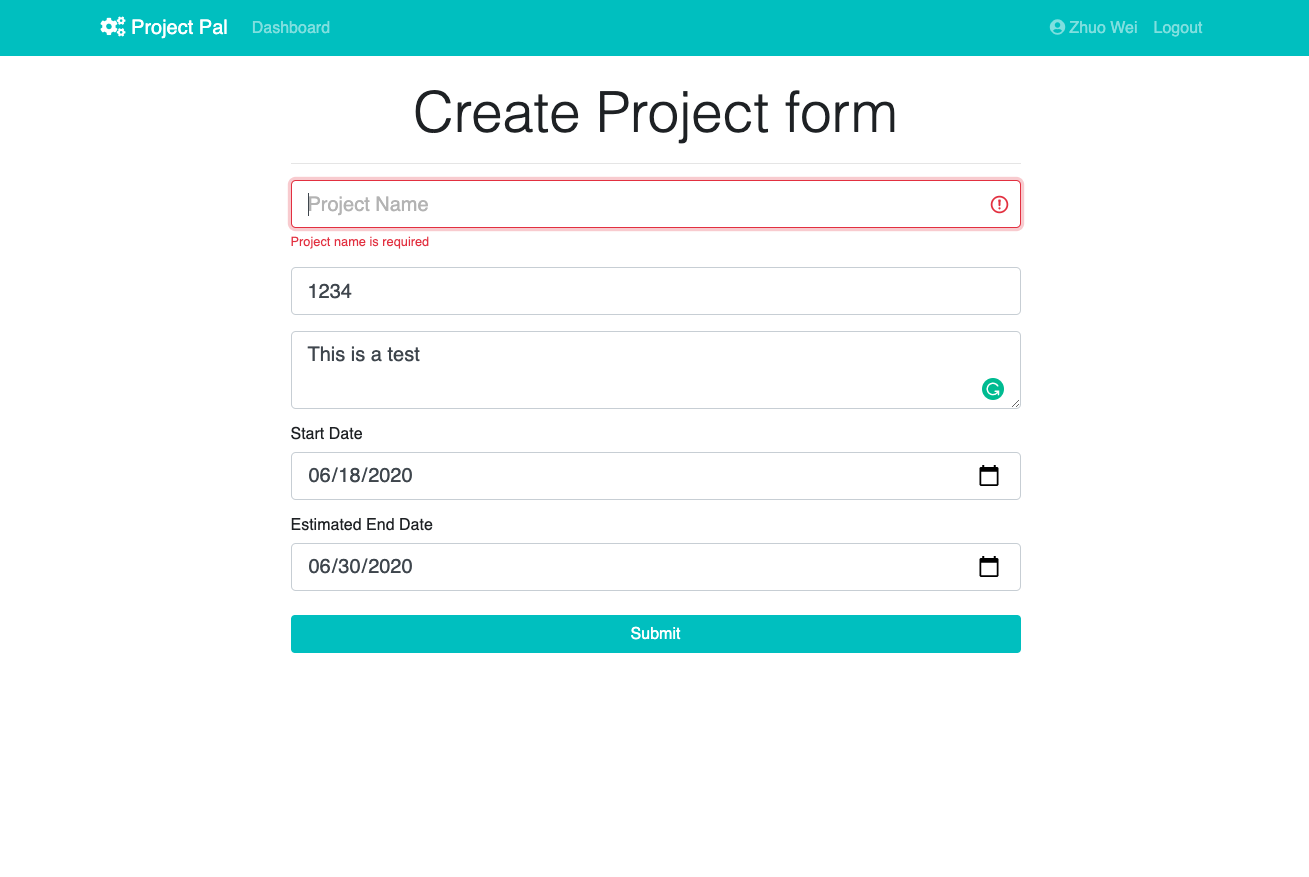 Project Pal Dashboard Zhuo Wei Logout
Create Project form
Project Name
Project name is required
1234
This is a test
Start Date
06/18/2020
Estimated End Date
06/30/2020
Submit